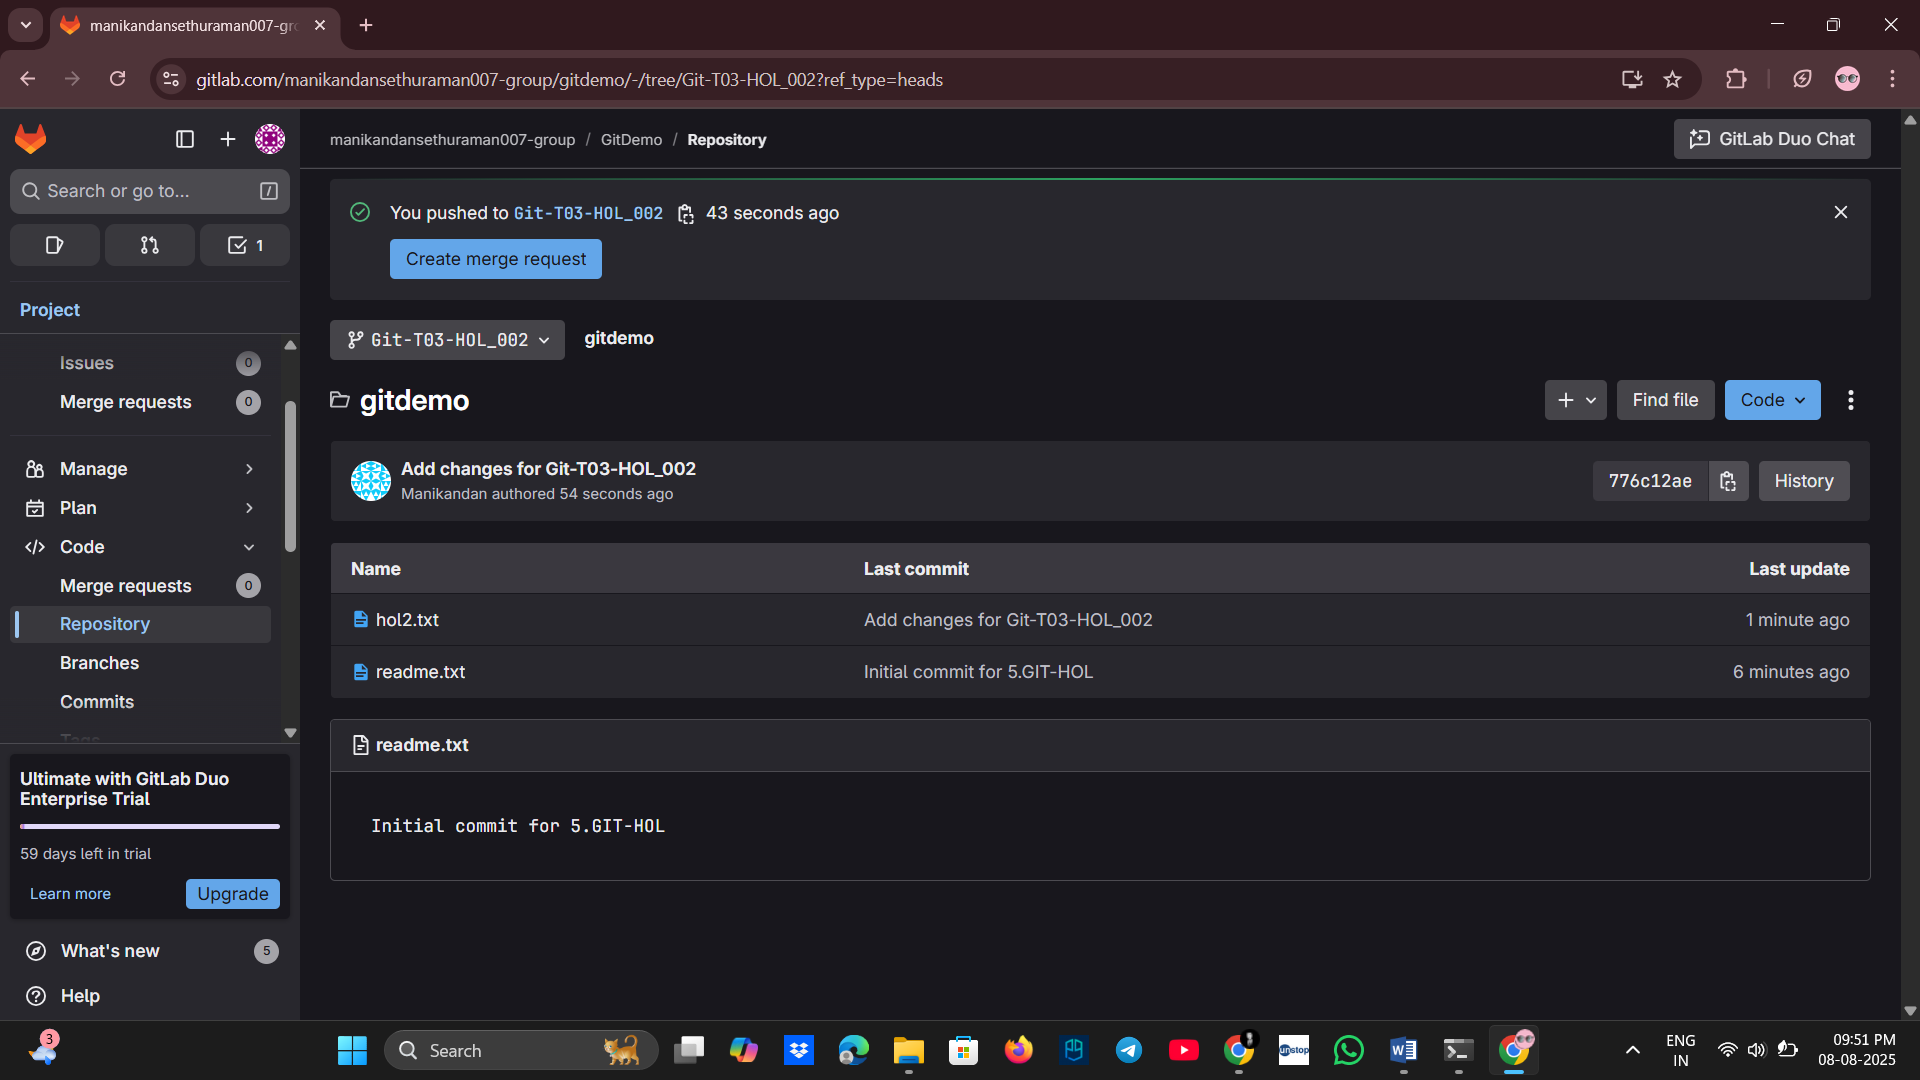 manikandansethuraman007-gr
gitlab.com/manikandansethuraman007-group/gitdemo/-/tree/Git-T03-HOL_002?ref_type=heads
Search or go to...
/
1
Project
Issues 0
Merge requests 0
Manage
Plan
Code
Merge requests 0
Repository
Branches
Commits
Tags
Ultimate with GitLab Duo
Enterprise Trial
59 days left in trial
Learn more
Upgrade
What's new 5
Help
manikandansethuraman007-group / GitDemo / Repository
GitLab Duo Chat
You pushed to Git-T03-HOL_002 43 seconds ago
Create merge request
Git-T03-HOL_002 gitdemo
gitdemo
Find file
Code
Add changes for Git-T03-HOL_002
Manikandan authored 54 seconds ago
776c12ae
History
Name Last commit Last update
hol2.txt Add changes for Git-T03-HOL_002 1 minute ago
readme.txt Initial commit for 5.GIT-HOL 6 minutes ago
readme.txt
Initial commit for 5.GIT-HOL
3
Search
unstop
ENG
IN
09:51 PM
08-08-2025